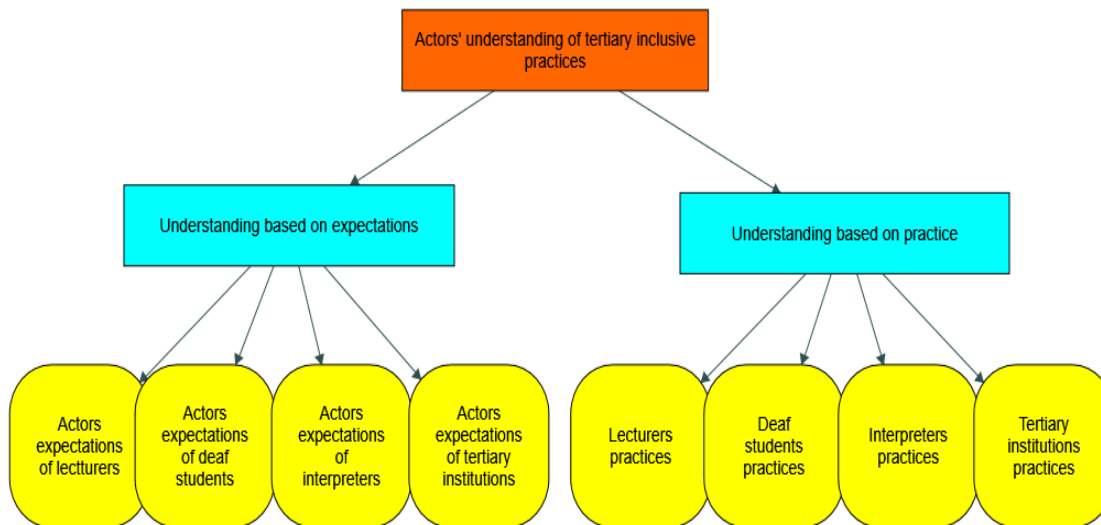 Actors' understanding of tertiary inclusive
practices
Understanding based on expectations
Understanding based on practice
Actors
expectations
of lectturers
Actors
expectations
of deaf
students
Actors
expectations
of
interpreters
Actors
expectations
of tertiary
institutions
Lecturers
practices
Deaf
students
practices
Interpreters
practices
Tertiary
institutions
practices